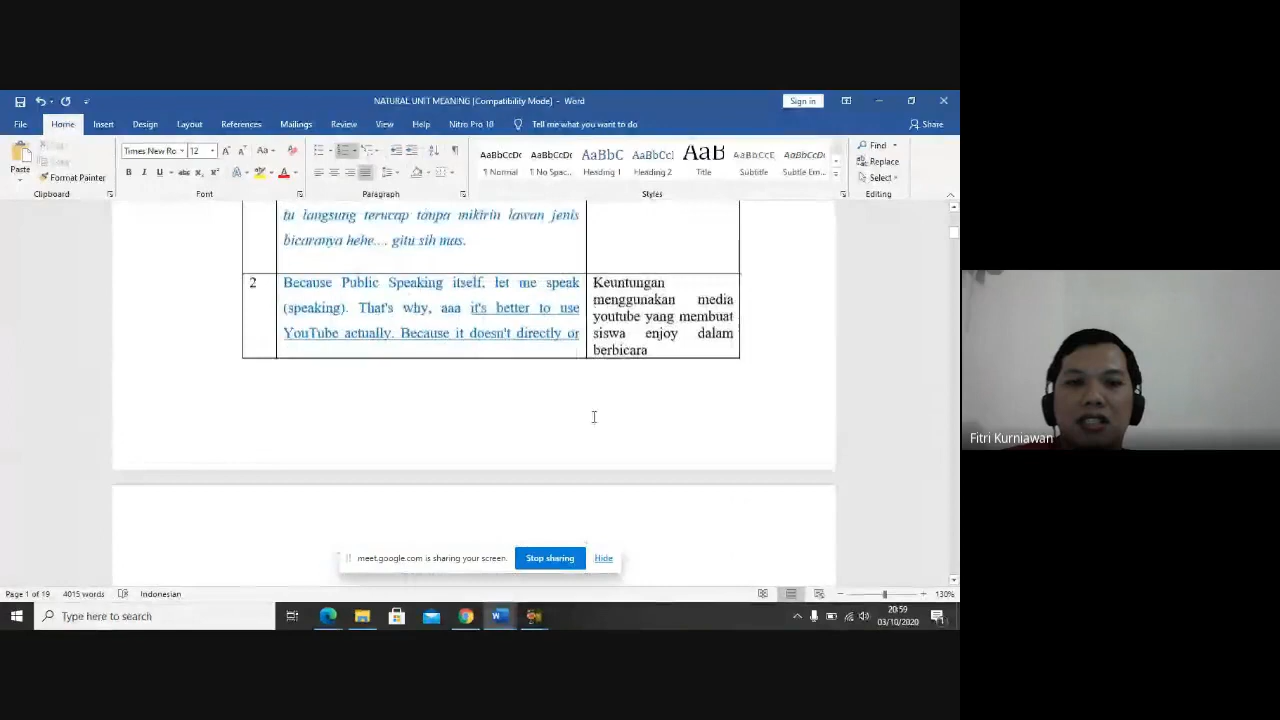 NATURAL UNIT MEANING [Compatibility Mode] - Word
Sign in
File Home Insert Design Layout References Mailings Review View Help Nitro Pro 10 Tell me what you want to do Share
Paste
Format Painter
Clipboard
Times New Ro 12
Font
Paragraph
AaBbCcDc AaBbCcDc AaBbC AaBbCcI AaB AaBbCcE AaBbCcDc
¶ Normal ¶ No Spac... Heading 1 Heading 2 Title Subtitle Subtle Em...
Styles
Find
Replace
Select
Editing
tu langsung terucap tanpa mikirin lawan jenis
bicaranya hehe.... gitu sih mas.
2
Because Public Speaking itself, let me speak
(speaking). That's why, aaa it's better to use
YouTube actually. Because it doesn't directly or
Keuntungan
menggunakan media
youtube yang membuat
siswa enjoy dalam
berbicara
Fitri Kurniawan
meet.google.com is sharing your screen.
Stop sharing
Hide
Page 1 of 19 4015 words Indonesian 130%
Type here to search
20:59
03/10/2020